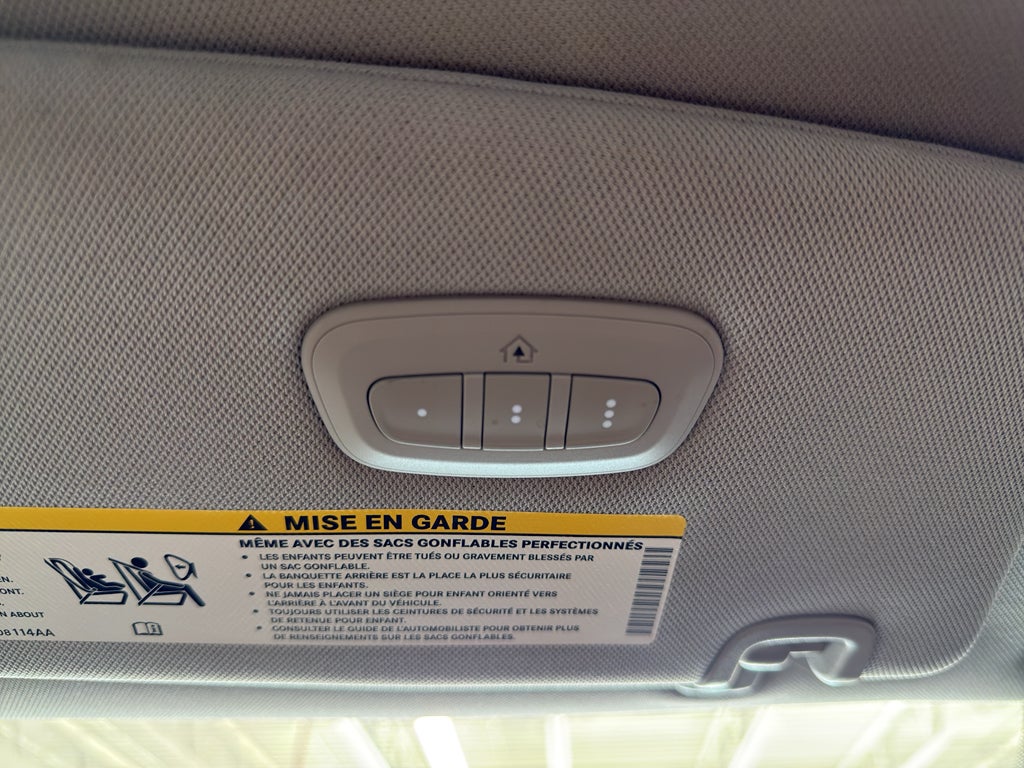 MISE EN GARDE
MÊME AVEC DES SACS GONFLABLES PERFECTIONNÉS
• LES ENFANTS PEUVENT ÊTRE TUÉS OU GRAVEMENT BLESSÉS PAR
UN SAC GONFLABLE.
• LA BANQUETTE ARRIÈRE EST LA PLACE LA PLUS SÉCURITAIRE
POUR LES ENFANTS.
• NE JAMAIS PLACER UN SIÈGE POUR ENFANT ORIENTÉ VERS
L'ARRIÈRE À L'AVANT DU VÉHICULE.
• TOUJOURS UTILISER LES CEINTURES DE SÉCURITÉ ET LES SYSTÈMES
DE RETENUE POUR ENFANT.
• CONSULTER LE GUIDE DE L'AUTOMOBILISTE POUR OBTENIR PLUS
DE RENSEIGNEMENTS SUR LES SACS GONFLABLES.
EN.
ONT.
N ABOUT
08114AA